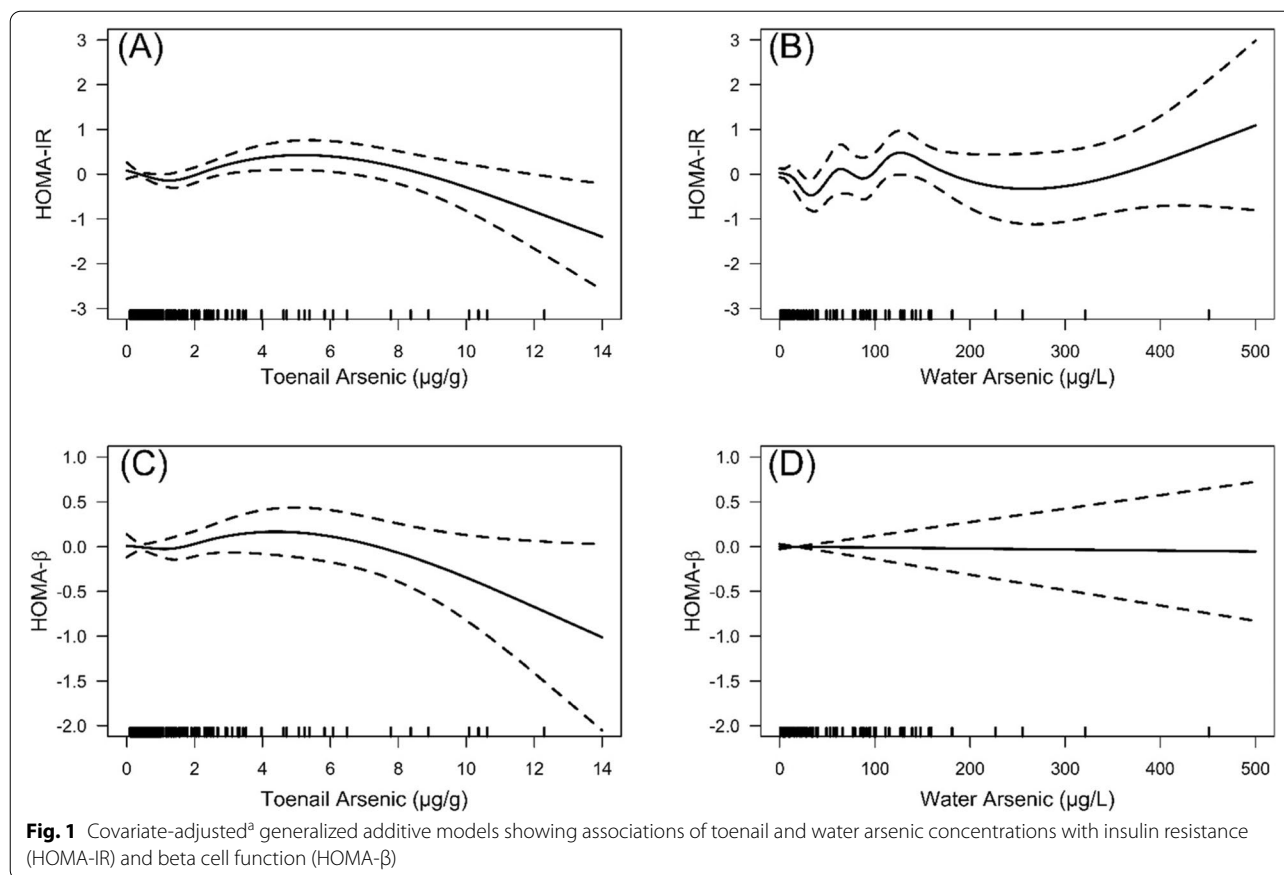 (A)
3
2
1
0
-1
-2
-3
HOMA-IR
0 2 4 6 8 10 12 14
Toenail Arsenic (µg/g)
(B)
3
2
1
0
-1
-2
-3
HOMA-IR
0 100 200 300 400 500
Water Arsenic (µg/L)
(C)
1.0
0.5
0.0
-0.5
-1.0
-1.5
-2.0
HOMA-β
0 2 4 6 8 10 12 14
Toenail Arsenic (µg/g)
(D)
1.0
0.5
0.0
-0.5
-1.0
-1.5
-2.0
HOMA-β
0 100 200 300 400 500
Water Arsenic (µg/L)
Fig. 1 Covariate-adjustedª generalized additive models showing associations of toenail and water arsenic concentrations with insulin resistance
(HOMA-IR) and beta cell function (HOMA-β)